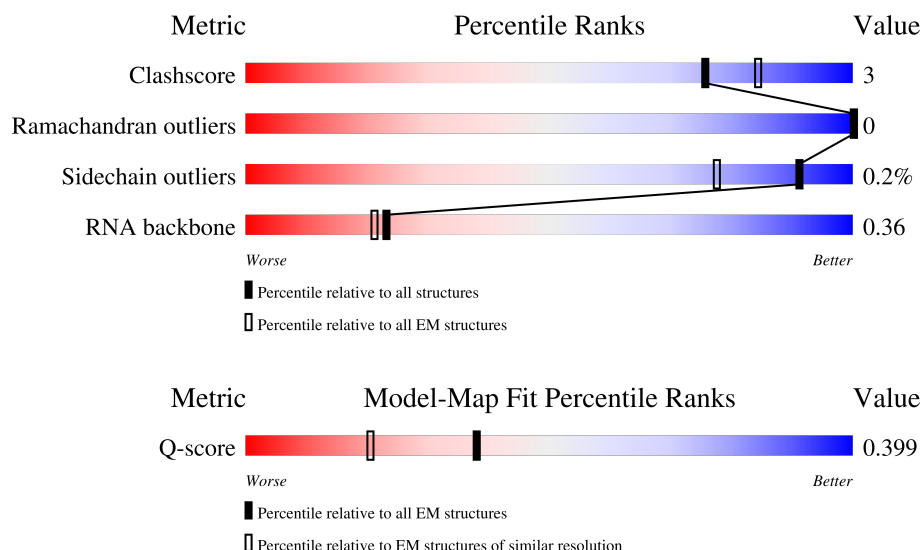 Metric Percentile Ranks Value
Clashscore 3
Ramachandran outliers 0
Sidechain outliers 0.2%
RNA backbone 0.36
Worse Better
Percentile relative to all structures
Percentile relative to all EM structures
Metric Model-Map Fit Percentile Ranks Value
Q-score 0.399
Worse Better
Percentile relative to all EM structures
Percentile relative to EM structures of similar resolution